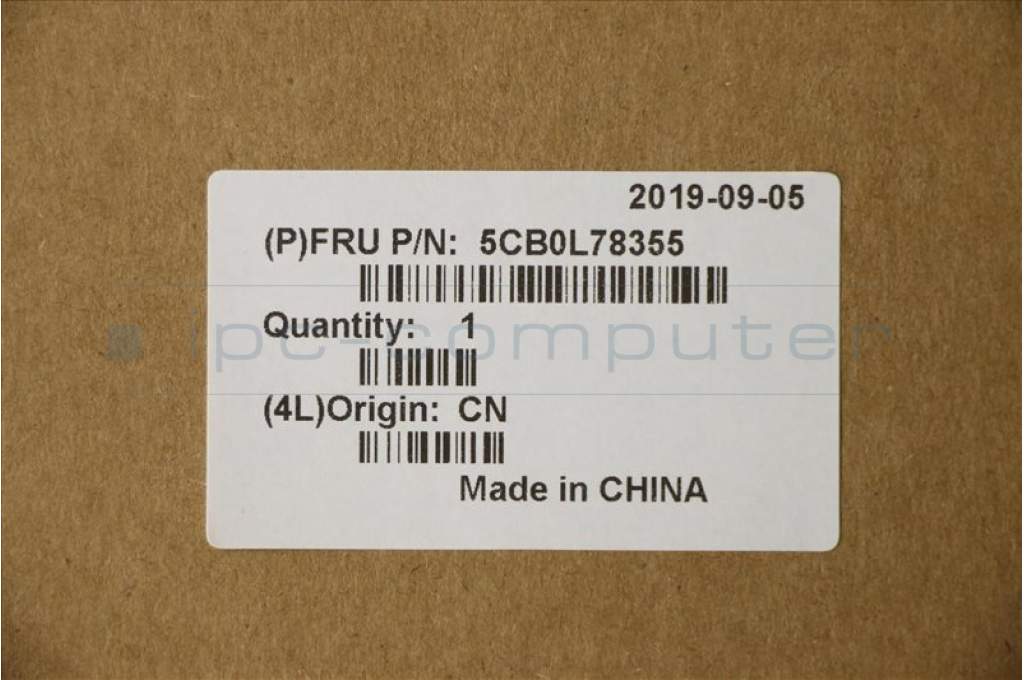 2019-09-05
(P)FRU P/N: 5CB0L78355
Quantity: 1
ipc-computer
(4L)Origin: CN
Made in CHINA